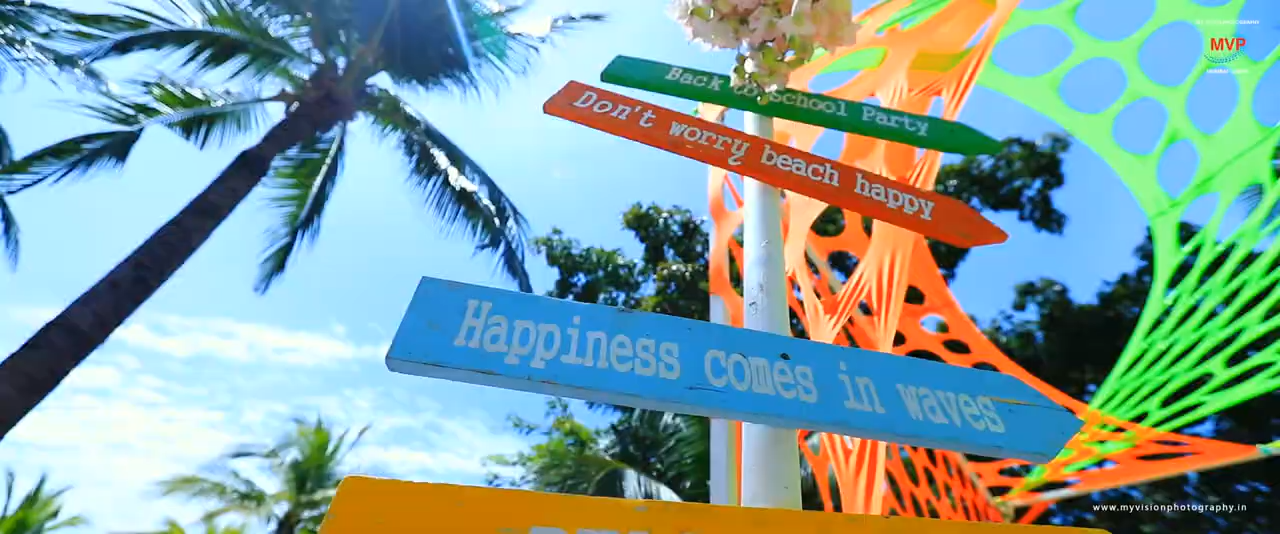 Back to School Party
Don't worry beach happy
Happiness comes in waves
MVP
www.myvisionphotography.in